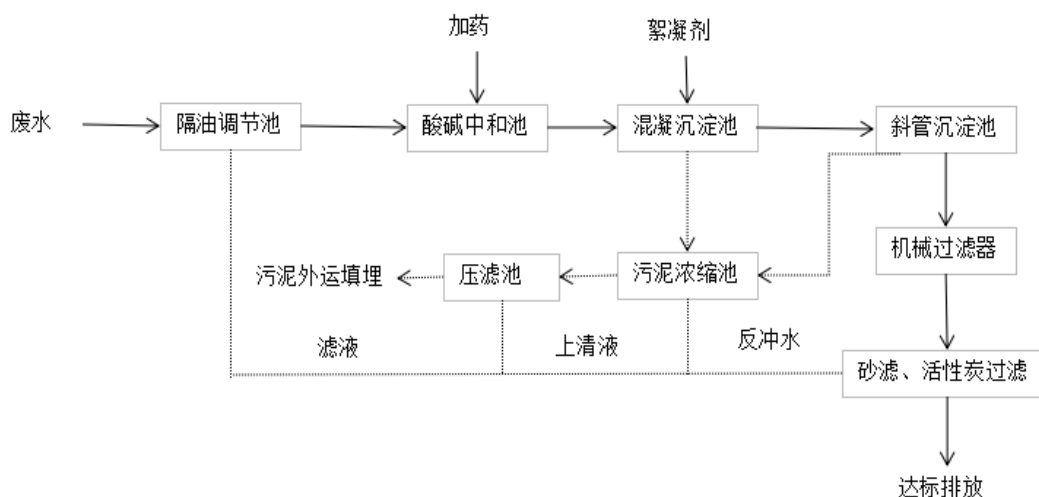 加药
絮凝剂
废水
隔油调节池
酸碱中和池
混凝沉淀池
斜管沉淀池
机械过滤器
污泥外运填埋
压滤池
污泥浓缩池
滤液
上清液
反冲水
砂滤、活性炭过滤
达标排放